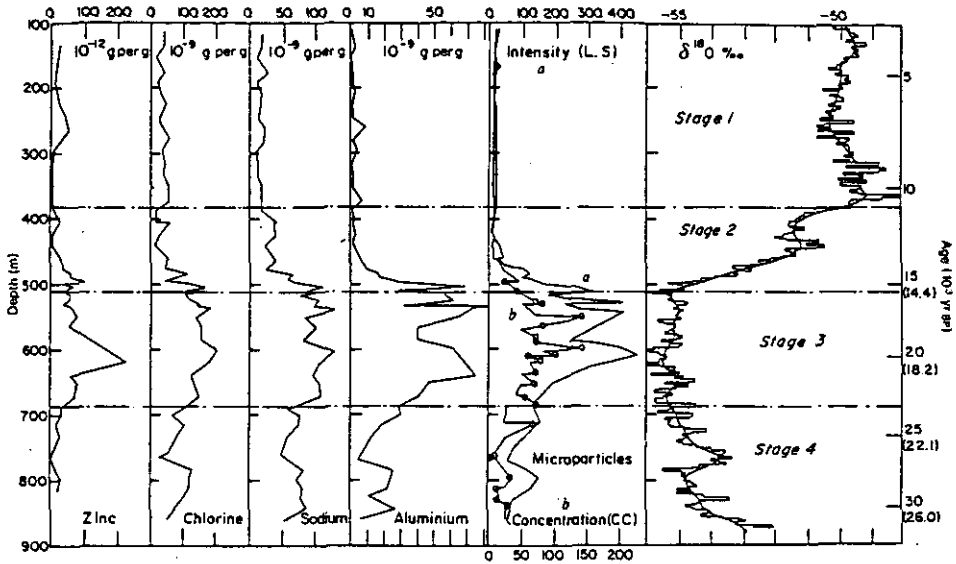 0 100 200 0 100 200 0 100 200 0 10 50 0 100 200 300 400 -55 -50
100
10⁻¹² g per g 10⁻⁹ g per g 10⁻⁹ g per g 10⁻⁹ g per g Intensity (L.S) δ¹⁸O ‰
a
5
200
Stage 1
300
10
400
Stage 2
15
500
a
(14.4)
b
600
Stage 3
20
(18.2)
700
25
Stage 4
(22.1)
Microparticles
800
30
b
(26.0)
Zinc Chlorine Sodium Aluminium Concentration(CC)
900
0 50 100 150 200
Depth (m)
Age (10³ yr BP)